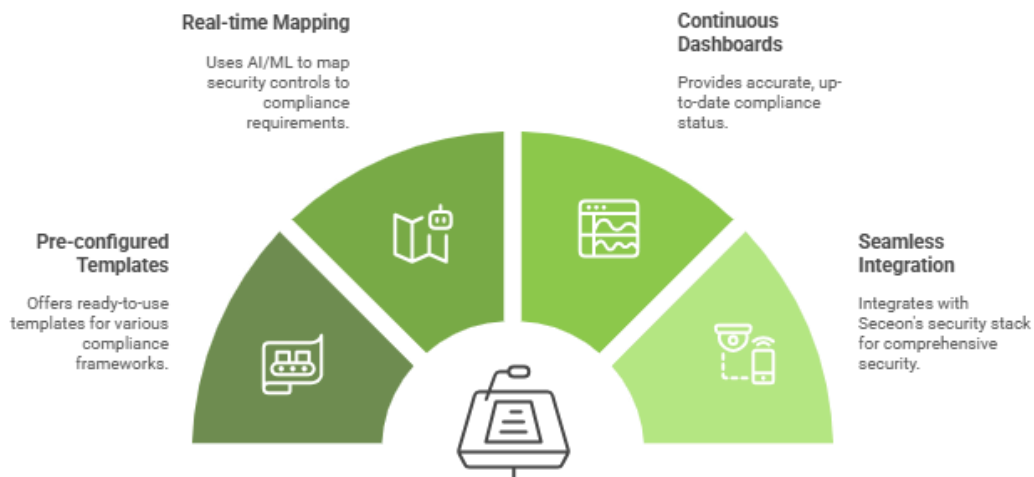 Real-time Mapping
Uses AI/ML to map
security controls to
compliance
requirements.
Continuous
Dashboards
Provides accurate, up-
to-date compliance
status.
Pre-configured
Templates
Offers ready-to-use
templates for various
compliance
frameworks.
Seamless
Integration
Integrates with
Seceon's security stack
for comprehensive
security.